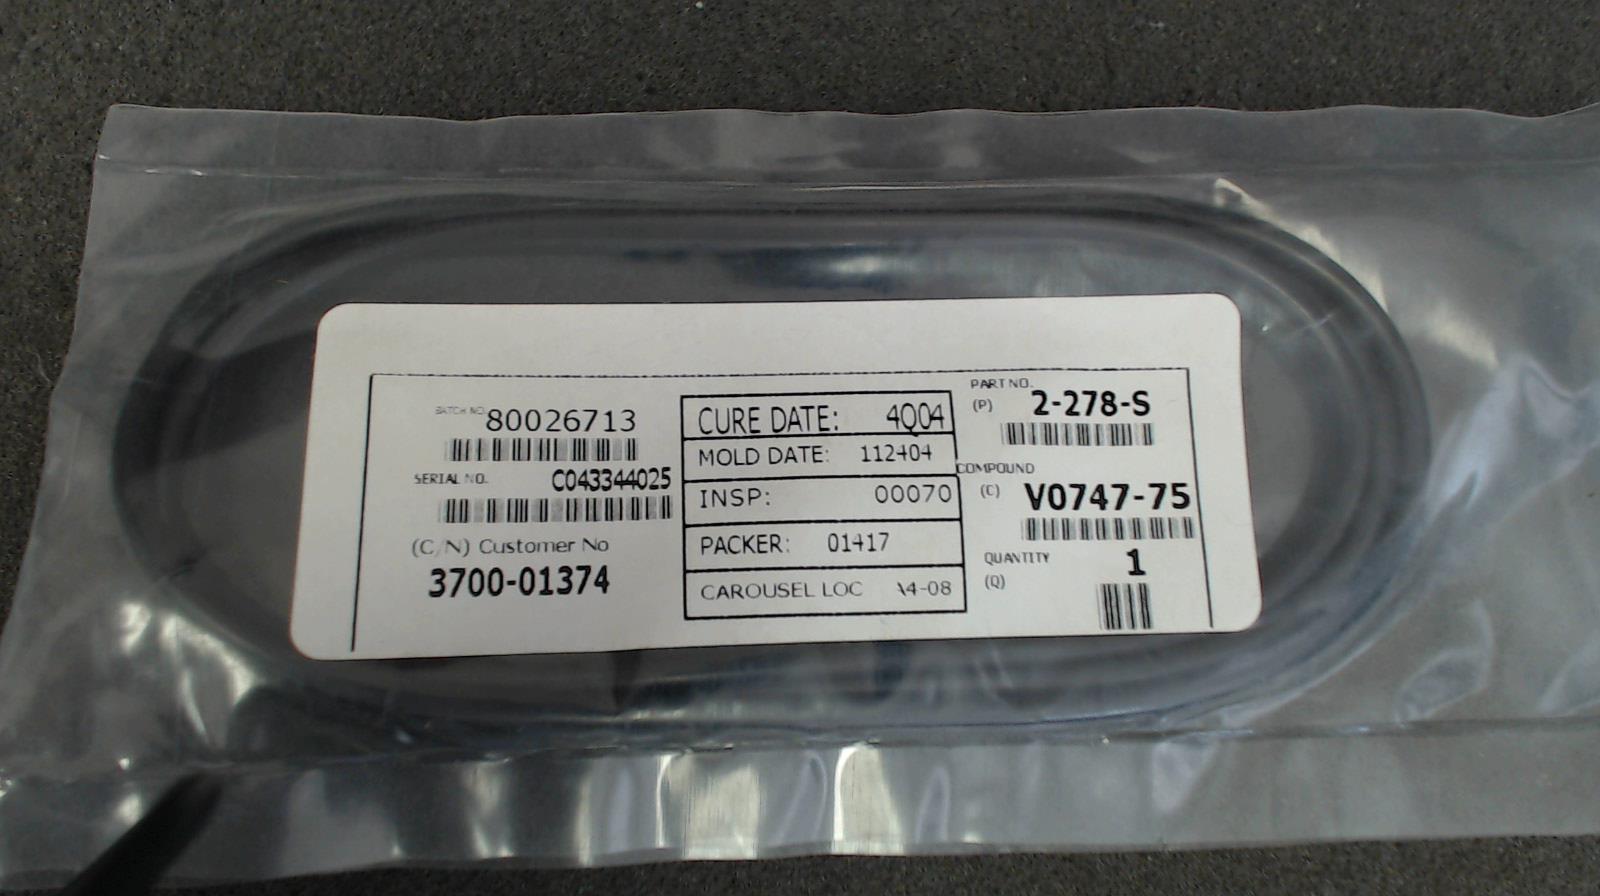 BATCH NO. 80026713
SERIAL NO. C043344025
(C/N) Customer No
3700-01374
CURE DATE: 4Q04
MOLD DATE: 112404
INSP: 00070
PACKER: 01417
CAROUSEL LOC A4-08
PART NO.
(P) 2-278-S
COMPOUND
(C) V0747-75
QUANTITY
(Q) 1